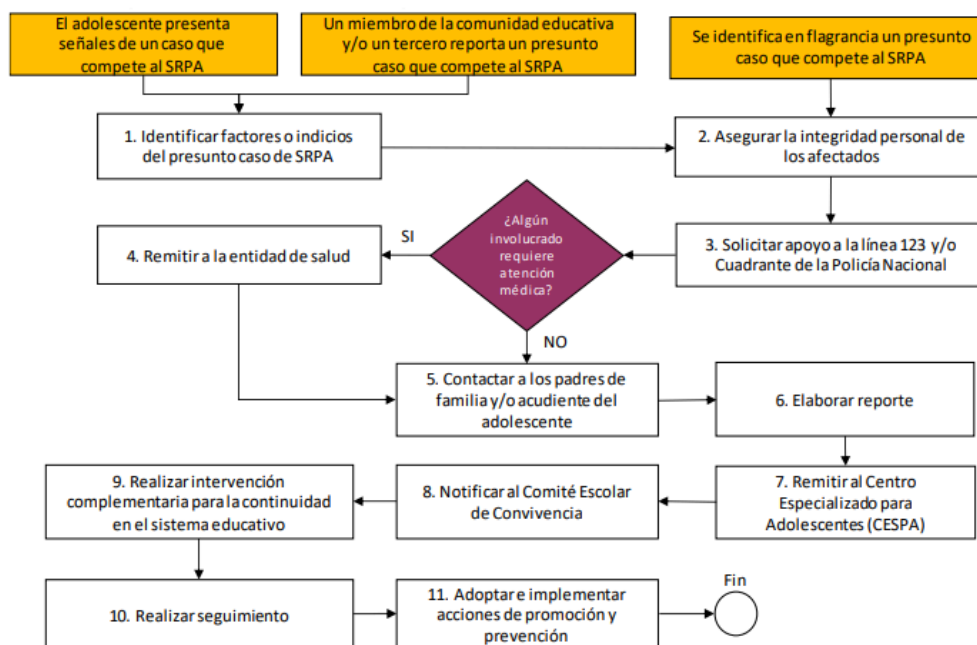 El adolescente presenta
señales de un caso que
compete al SRPA
Un miembro de la comunidad educativa
y/o un tercero reporta un presunto
caso que compete al SRPA
Se identifica en flagrancia un presunto
caso que compete al SRPA
1. Identificar factores o indicios
del presunto caso de SRPA
2. Asegurar la integridad personal de
los afectados
¿Algún
involucrado
requiere
atención
médica?
SI
4. Remitir a la entidad de salud
3. Solicitar apoyo a la línea 123 y/o
Cuadrante de la Policía Nacional
NO
5. Contactar a los padres de
familia y/o acudiente del
adolescente
6. Elaborar reporte
9. Realizar intervención
complementaria para la continuidad
en el sistema educativo
8. Notificar al Comité Escolar
de Convivencia
7. Remitir al Centro
Especializado para
Adolescentes (CESPA)
10. Realizar seguimiento
11. Adoptar e implementar
acciones de promoción y
prevención
Fin